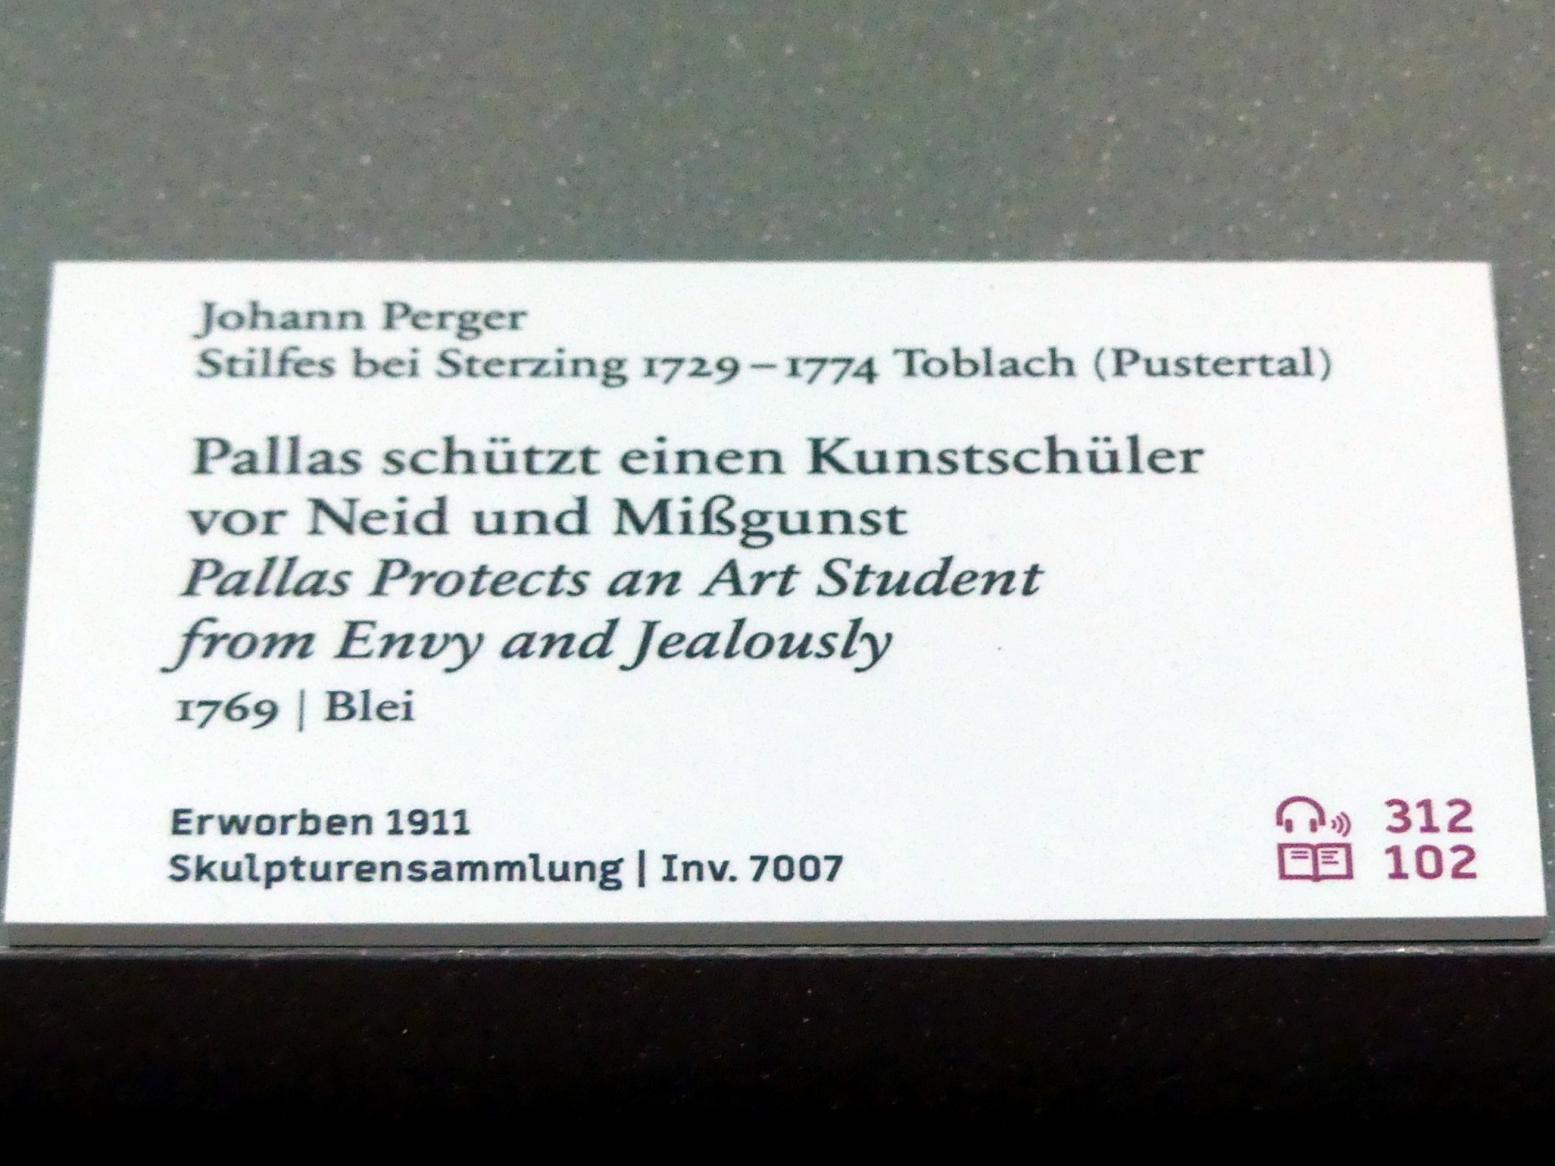 Johann Perger
Stilfes bei Sterzing 1729–1774 Toblach (Pustertal)
Pallas schützt einen Kunstschüler
vor Neid und Mißgunst
Pallas Protects an Art Student
from Envy and Jealously
1769 | Blei
Erworben 1911
Skulpturensammlung | Inv. 7007
312
102